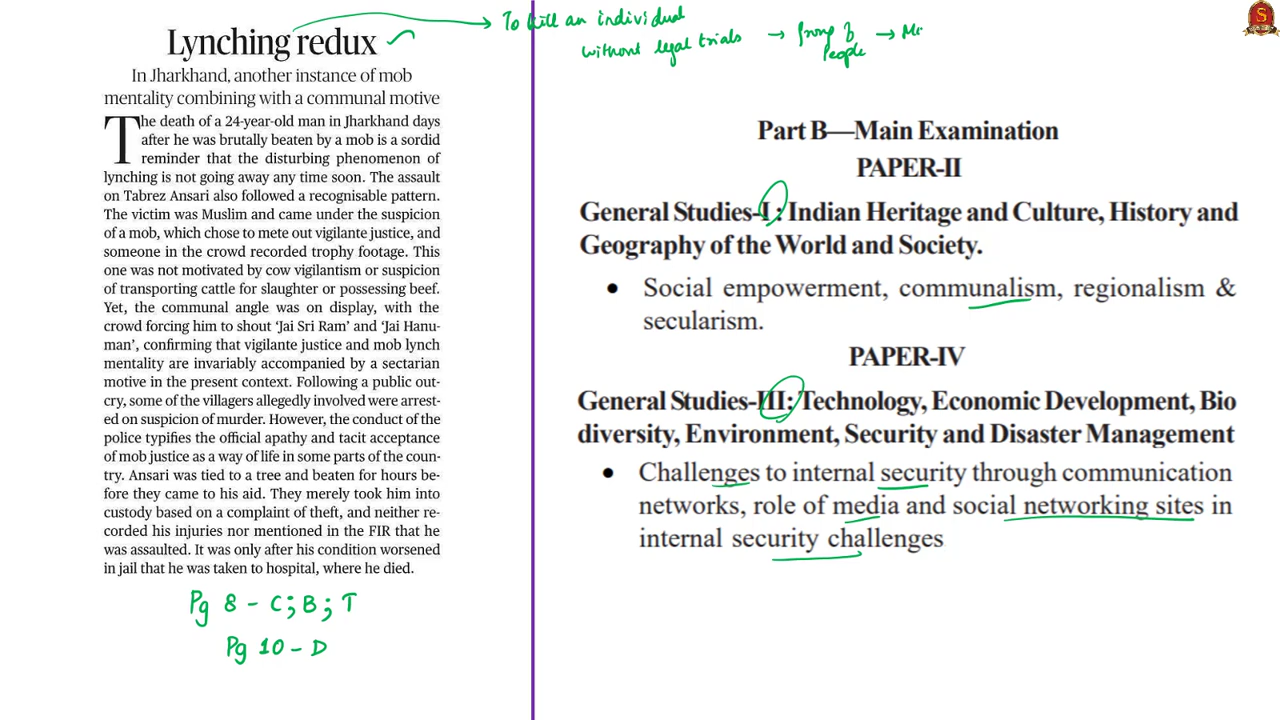 Lynching redux
In Jharkhand, another instance of mob
mentality combining with a communal motive
The death of a 24-year-old man in Jharkhand days
after he was brutally beaten by a mob is a sordid
reminder that the disturbing phenomenon of
lynching is not going away any time soon. The assault
on Tabrez Ansari also followed a recognisable pattern.
The victim was Muslim and came under the suspicion
of a mob, which chose to mete out vigilante justice, and
someone in the crowd recorded trophy footage. This
one was not motivated by cow vigilantism or suspicion
of transporting cattle for slaughter or possessing beef.
Yet, the communal angle was on display, with the
crowd forcing him to shout ‘Jai Sri Ram’ and ‘Jai Hanu-
man’, confirming that vigilante justice and mob lynch
mentality are invariably accompanied by a sectarian
motive in the present context. Following a public out-
cry, some of the villagers allegedly involved were arrest-
ed on suspicion of murder. However, the conduct of the
police typifies the official apathy and tacit acceptance
of mob justice as a way of life in some parts of the coun-
try. Ansari was tied to a tree and beaten for hours be-
fore they came to his aid. They merely took him into
custody based on a complaint of theft, and neither re-
corded his injuries nor mentioned in the FIR that he
was assaulted. It was only after his condition worsened
in jail that he was taken to hospital, where he died.
Pg 8 - C; B; T
Pg 10 - D
To kill an individual
without legal trials → group of → M
people
Part B—Main Examination
PAPER-II
General Studies-I: Indian Heritage and Culture, History and
Geography of the World and Society.
• Social empowerment, communalism, regionalism &
secularism.
PAPER-IV
General Studies-III: Technology, Economic Development, Bio
diversity, Environment, Security and Disaster Management
• Challenges to internal security through communication
networks, role of media and social networking sites in
internal security challenges